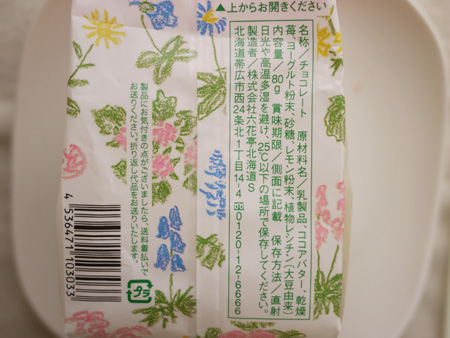 ▲上からお開きください
名称／チョコレート 原材料名／乳製品、ココアバター、乾燥
苺、ヨーグルト粉末、砂糖、レモン粉末、植物レシチン（大豆由来）
内容量／80g 賞味期限／側面に記載 保存方法／直射
日光や高温多湿を避け、25℃以下の場所で保存してください。
製造者／株式会社六花亭北海道S
北海道帯広市西24条北1丁目14-4 0120-12-6666
製品にお気付きの点がございましたら、送料着払いで
お送りください。折り返し代品をお送りいたします。
4536471103033
プラ